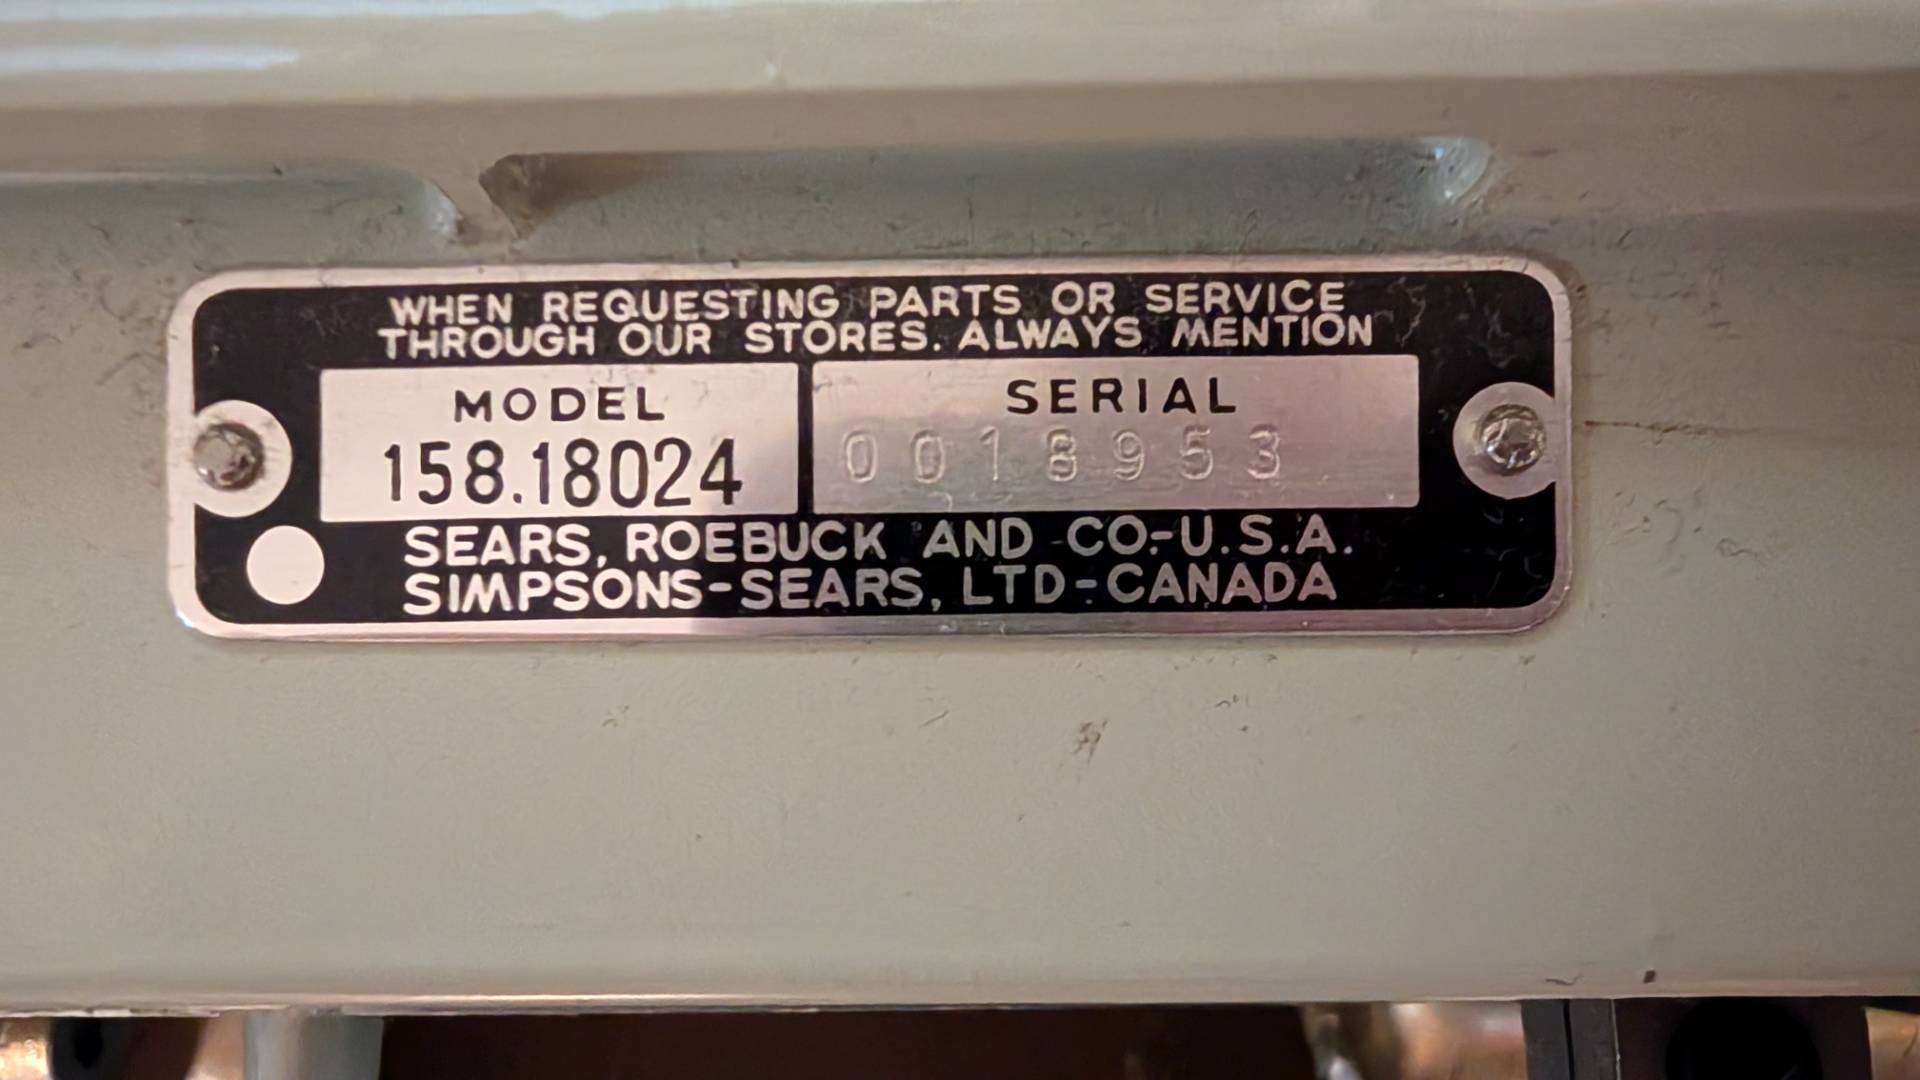 WHEN REQUESTING PARTS OR SERVICE
THROUGH OUR STORES. ALWAYS MENTION
MODEL
158.18024
SERIAL
0018953
SEARS, ROEBUCK AND CO.-U.S.A.
SIMPSONS-SEARS, LTD-CANADA